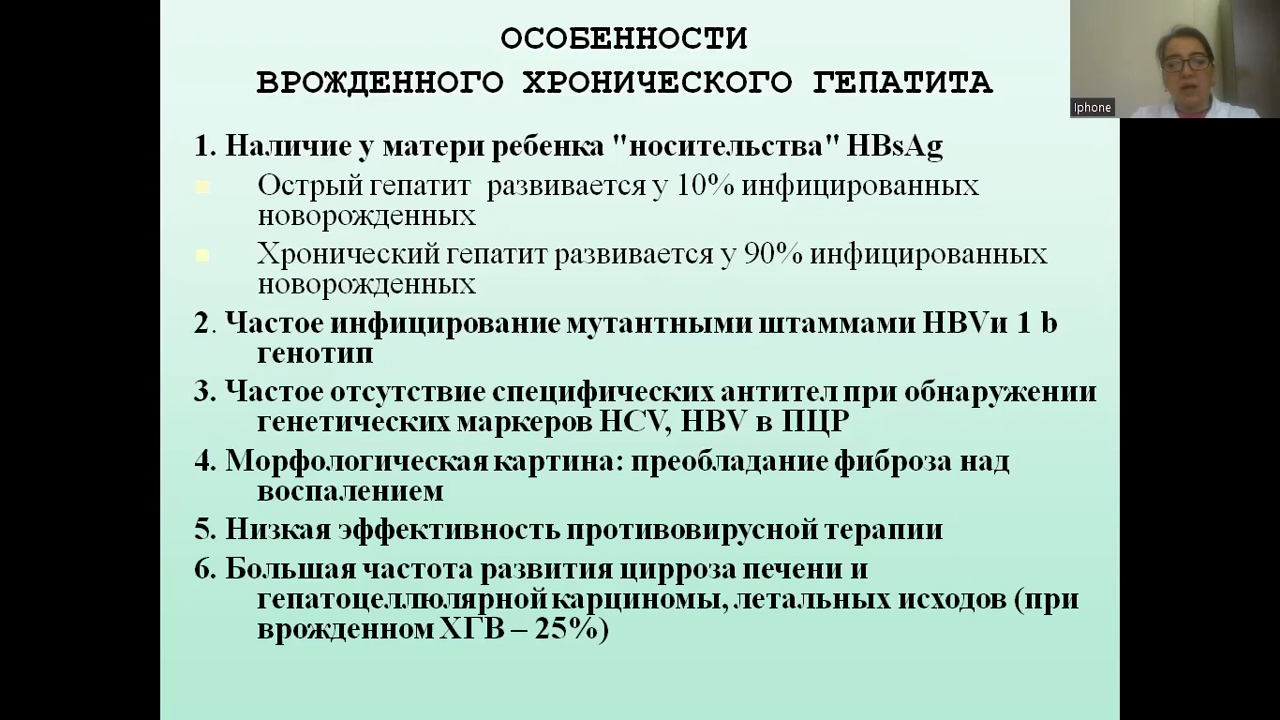 ОСОБЕННОСТИ
ВРОЖДЕННОГО ХРОНИЧЕСКОГО ГЕПАТИТА
Iphone
1. Наличие у матери ребенка "носительства" HBsAg
Острый гепатит развивается у 10% инфицированных
новорожденных
Хронический гепатит развивается у 90% инфицированных
новорожденных
2. Частое инфицирование мутантными штаммами HBVи 1 b
генотип
3. Частое отсутствие специфических антител при обнаружении
генетических маркеров HCV, HBV в ПЦР
4. Морфологическая картина: преобладание фиброза над
воспалением
5. Низкая эффективность противовирусной терапии
6. Большая частота развития цирроза печени и
гепатоцеллюлярной карциномы, летальных исходов (при
врожденном ХГВ – 25%)